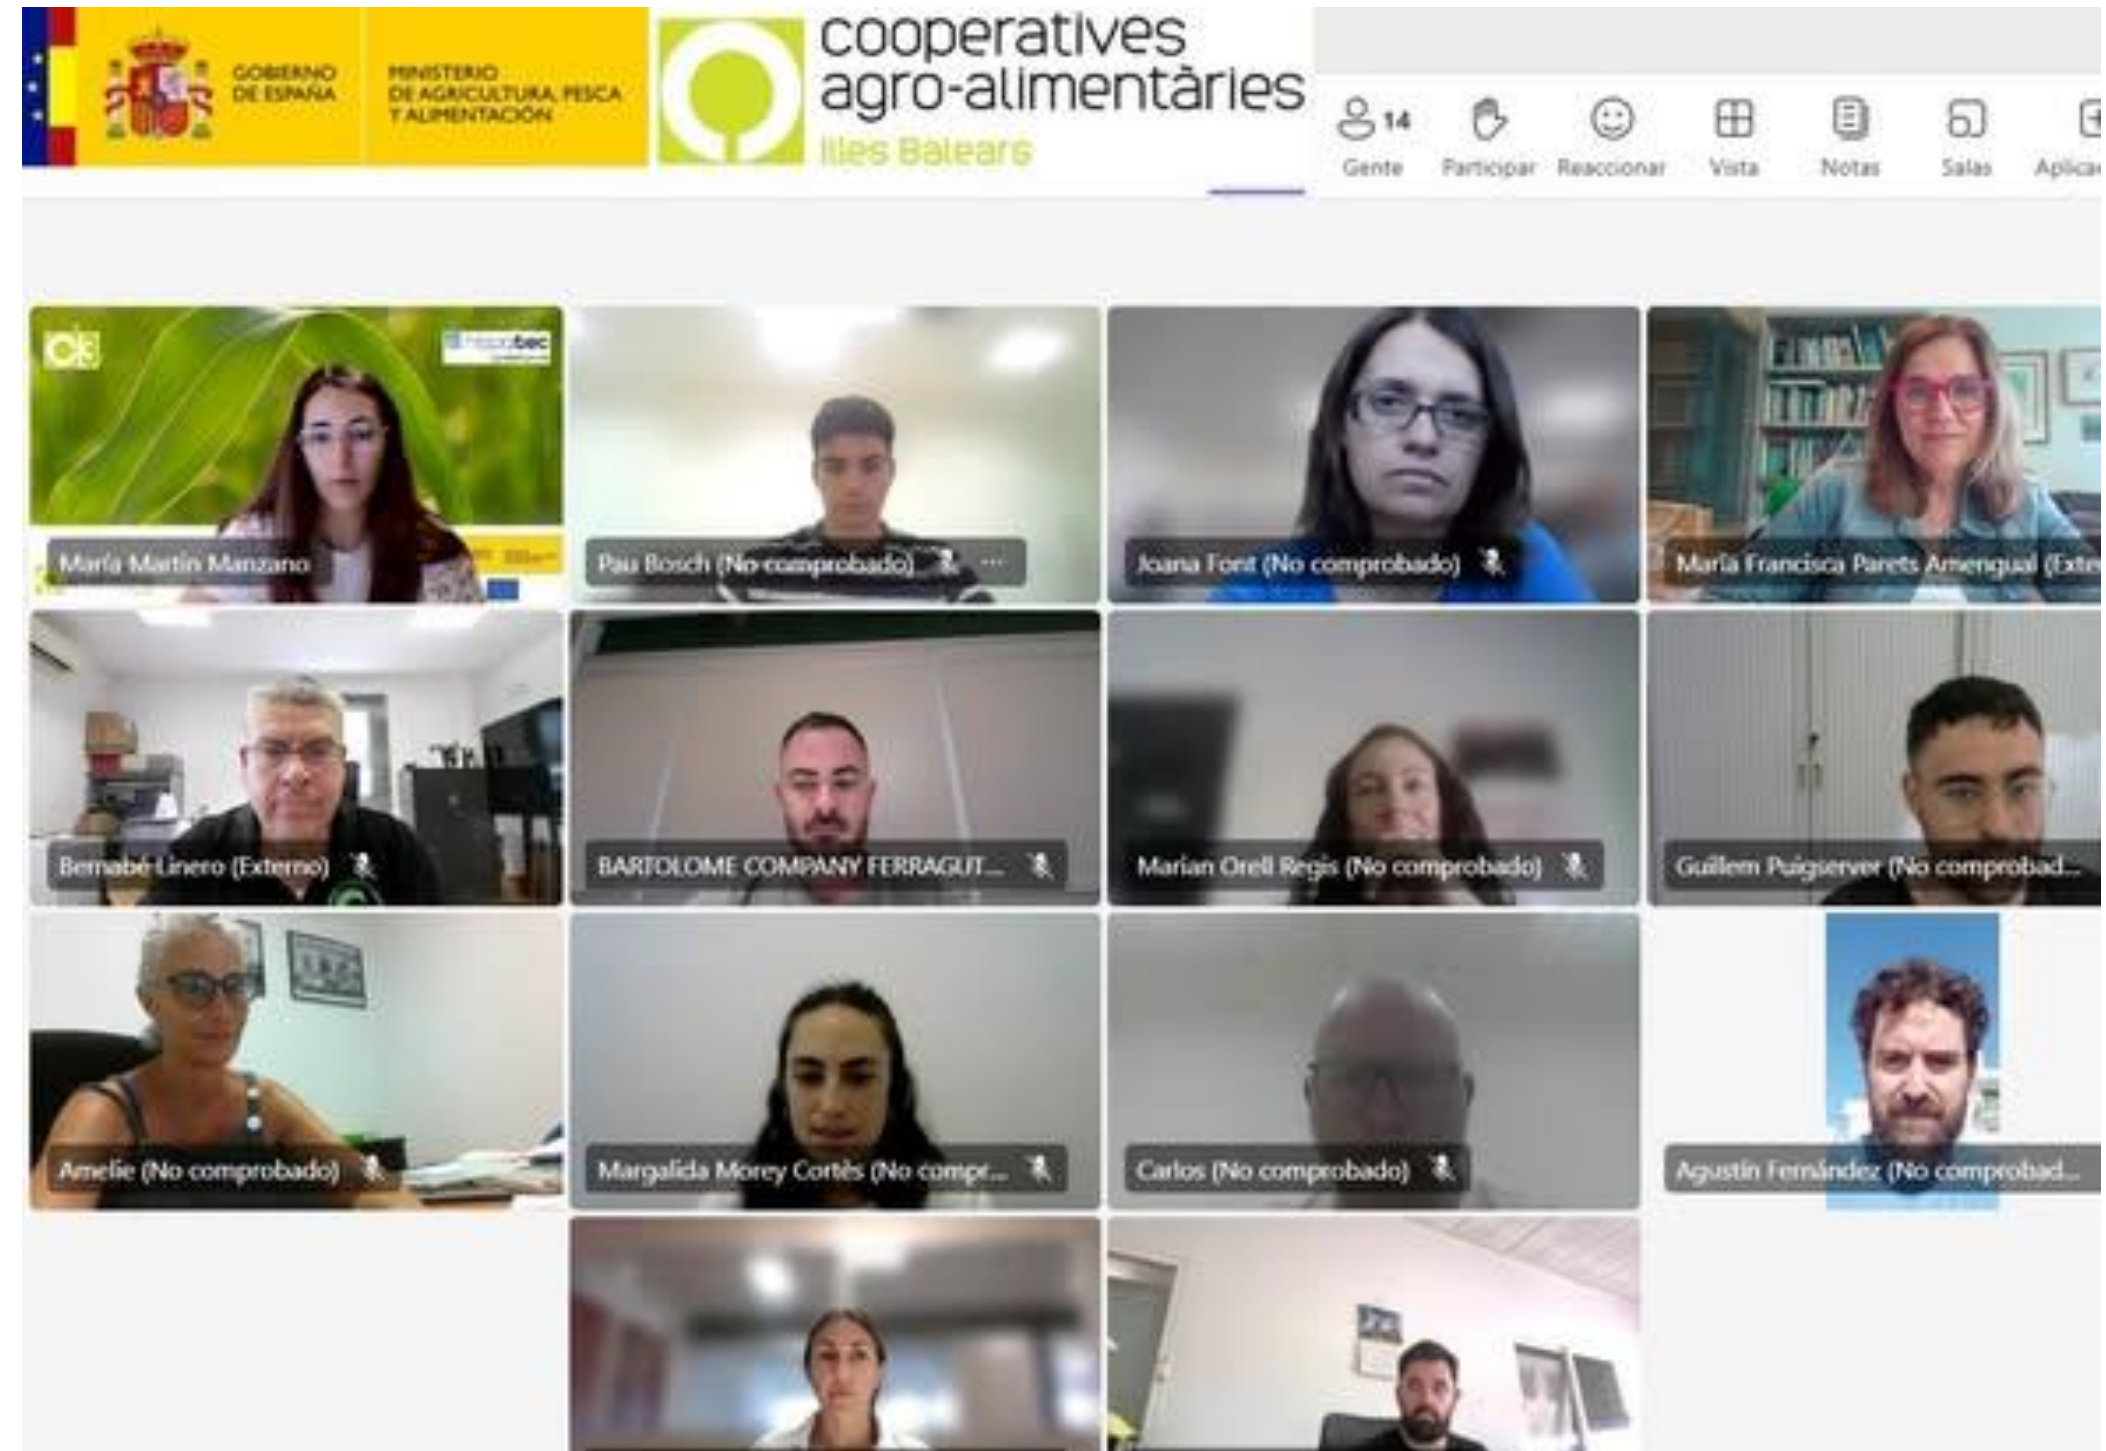 GOBIERNO
DE ESPAÑA
MINISTERIO
DE AGRICULTURA, PESCA
Y ALIMENTACIÓN
cooperatives
agro-alimentàries
Illes Balears
14
Gente
Participar
Reaccionar
Vista
Notas
Salas
Aplica
María Martín Manzano
Pau Bosch (No comprobado)
Joana Font (No comprobado)
María Francisca Parets Amengual (Exte
Bernabé Linero (Externo)
BARTOLOME COMPANY FERRAGUT...
Marian Orell Regis (No comprobado)
Guillem Puigserver (No comprobad...
Amelie (No comprobado)
Margalida Morey Cortès (No compr...
Carlos (No comprobado)
Agustín Fernández (No comprobad...